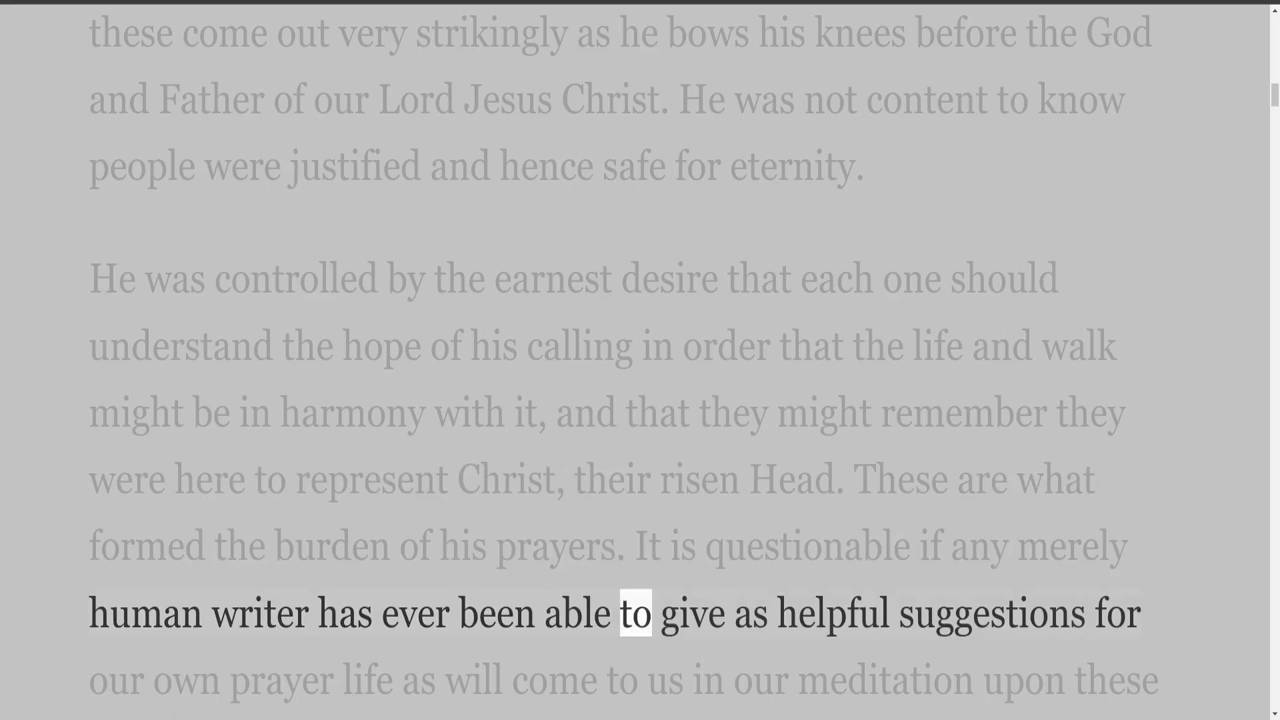 these come out very strikingly as he bows his knees before the God
and Father of our Lord Jesus Christ. He was not content to know
people were justified and hence safe for eternity.
He was controlled by the earnest desire that each one should
understand the hope of his calling in order that the life and walk
might be in harmony with it, and that they might remember they
were here to represent Christ, their risen Head. These are what
formed the burden of his prayers. It is questionable if any merely
human writer has ever been able to give as helpful suggestions for
our own prayer life as will come to us in our meditation upon these